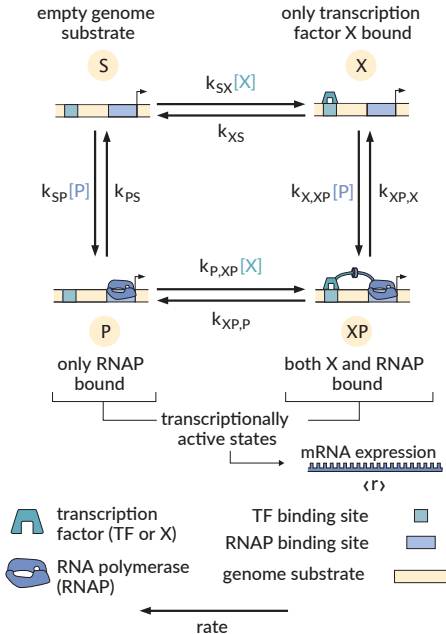 empty genome
substrate
only transcription
factor X bound
S
X
k_SX[X]
k_XS
k_SP[P]
k_PS
k_X,XP[P]
k_XP,X
k_P,XP[X]
k_XP,P
P
XP
only RNAP
bound
both X and RNAP
bound
transcriptionally
active states
mRNA expression
‹r›
transcription
factor (TF or X)
RNA polymerase
(RNAP)
TF binding site
RNAP binding site
genome substrate
rate